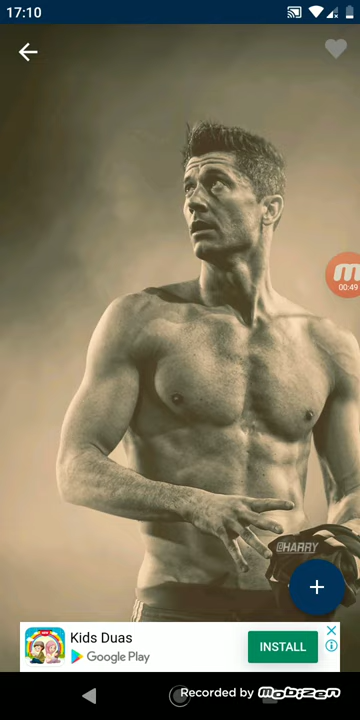 17:10
00:49
@HARRY
Kids Duas
Google Play
INSTALL
Recorded by mobizen